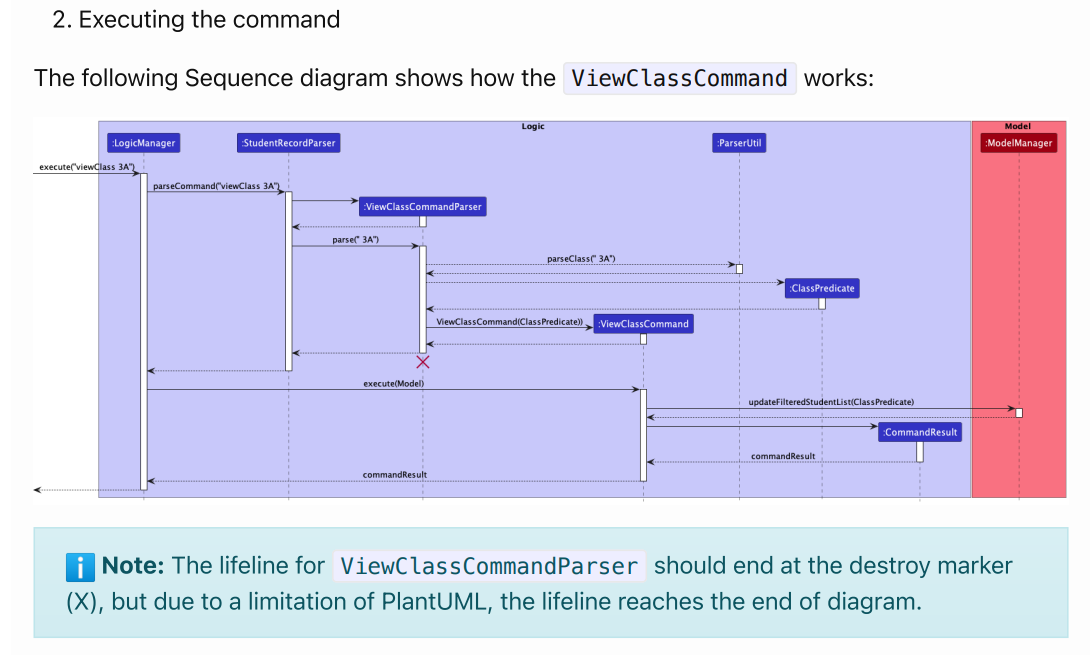 2. Executing the command
The following Sequence diagram shows how the ViewClassCommand works:
Logic
Model
:LogicManager
:StudentRecordParser
:ParserUtil
:ModelManager
execute("viewClass 3A")
parseCommand("viewClass 3A")
:ViewClassCommandParser
parse(" 3A")
parseClass(" 3A")
:ClassPredicate
ViewClassCommand(ClassPredicate))
:ViewClassCommand
execute(Model)
updateFilteredStudentList(ClassPredicate)
:CommandResult
commandResult
commandResult
i Note: The lifeline for ViewClassCommandParser should end at the destroy marker
(X), but due to a limitation of PlantUML, the lifeline reaches the end of diagram.